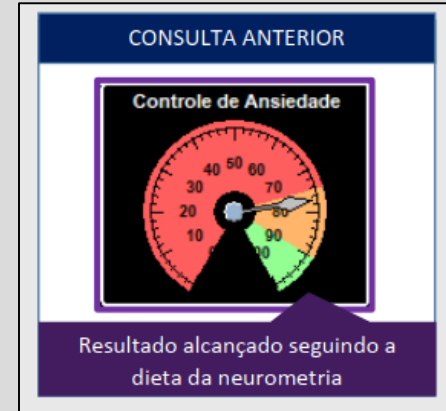 CONSULTA ANTERIOR
Controle de Ansiedade
40 50 60
30 70
20 80
10 90
Resultado alcançado seguindo a
dieta da neurometria